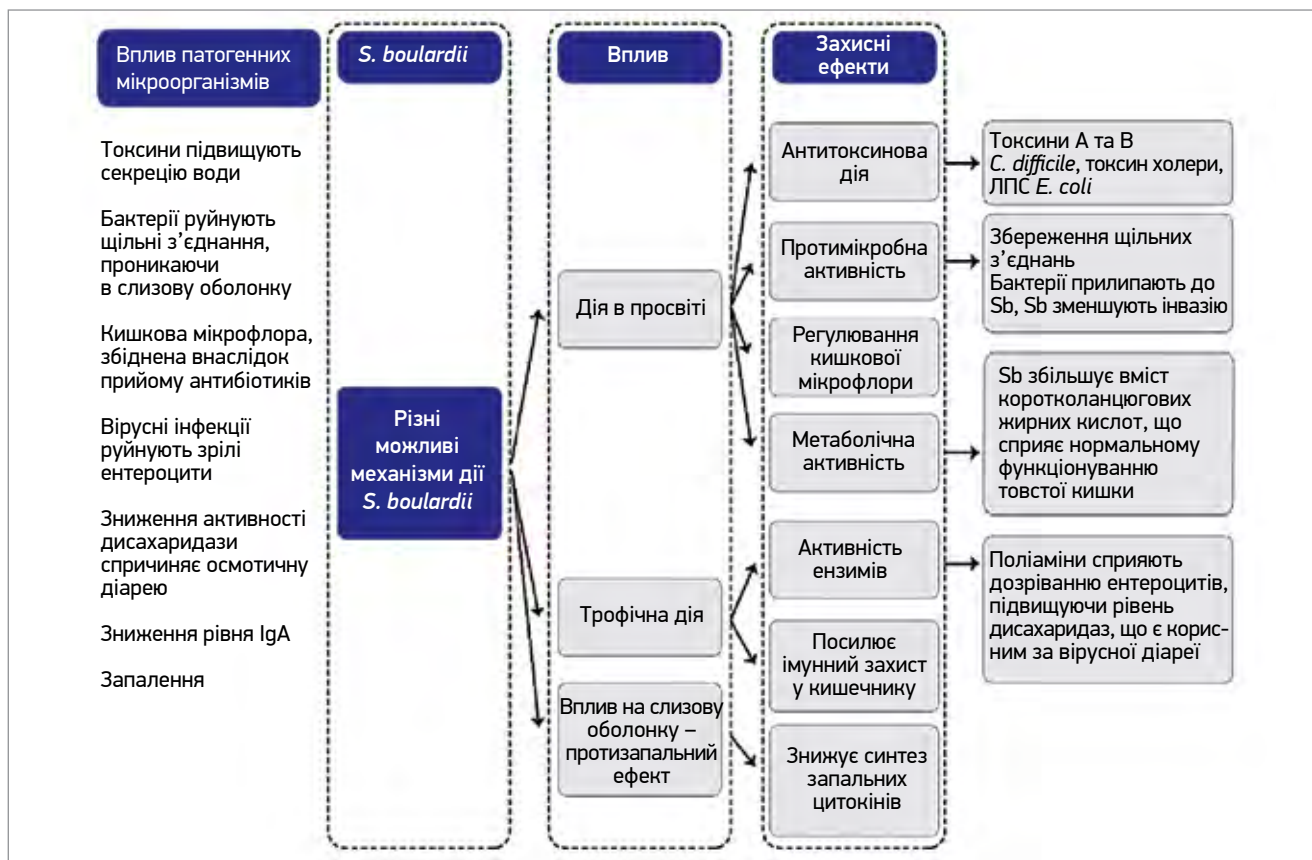 Вплив патогенних
мікроорганізмів
Токсини підвищують
секрецію води
Бактерії руйнують
щільні з’єднання,
проникаючи
в слизову оболонку
Кишкова мікрофлора,
збіднена внаслідок
прийому антибіотиків
Вірусні інфекції
руйнують зрілі
ентероцити
Зниження активності
дисахаридази
спричиняє осмотичну
діарею
Зниження рівня IgA
Запалення
S. boulardii
Різні
можливі
механізми дії
S. boulardii
Вплив
Дія в просвіті
Трофічна дія
Вплив на слизову
оболонку –
протизапальний
ефект
Захисні
ефекти
Антитоксинова
дія
Протимікробна
активність
Регулювання
кишкової
мікрофлори
Метаболічна
активність
Активність
ензимів
Посилює
імунний захист
у кишечнику
Знижує синтез
запальних
цитокінів
Токсини А та В
C. difficile, токсин холери,
ЛПС E. coli
Збереження щільних
з’єднань
Бактерії прилипають до
Sb, Sb зменшують інвазію
Sb збільшує вміст
коротколанцюгових
жирних кислот, що
сприяє нормальному
функціонуванню
товстої кишки
Поліаміни сприяють
дозріванню ентероцитів,
підвищуючи рівень
дисахаридаз, що є корис-
ним за вірусної діареї